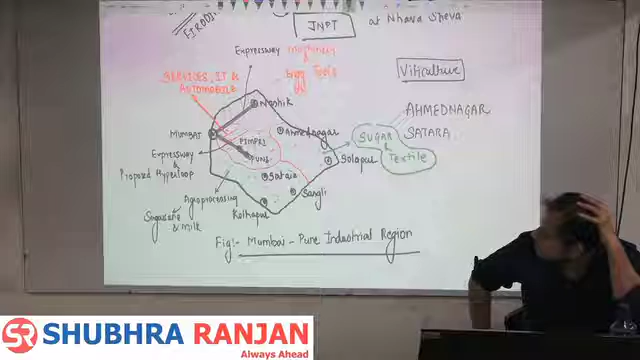 JNPT at Nhava Sheva
Expressway
Engg Tools
Viticulture
SERVICES, IT &
AUTOMOBILE
Nashik
AHMEDNAGAR
SATARA
MUMBAI
Ahmednagar
SUGAR
&
Textile
PIMPRI
PUNE
Solapur
Expressway
&
Proposed Hyperloop
Satara
Agroprocessing
Sangli
Sugarcane
& Milk
Kolhapur
Fig:- Mumbai - Pune Industrial Region
SR SHUBHRA RANJAN
Always Ahead